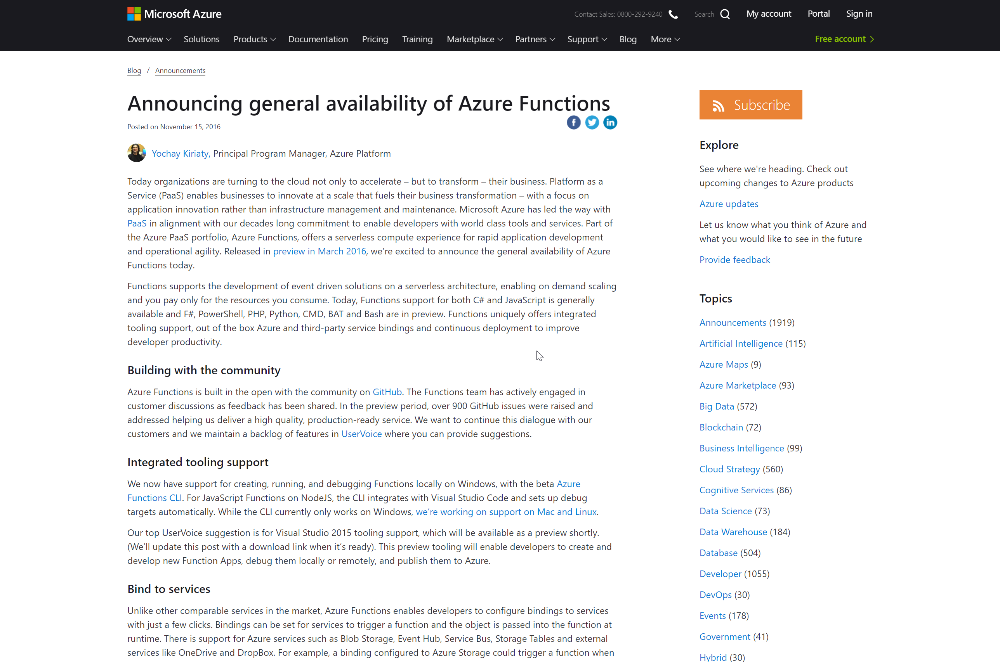 Microsoft Azure
Contact Sales: 0800-292-9240
Search
My account
Portal
Sign in
Overview
Solutions
Products
Documentation
Pricing
Training
Marketplace
Partners
Support
Blog
More
Free account
Blog / Announcements
Announcing general availability of Azure Functions
Posted on November 15, 2016
Yochay Kiriaty, Principal Program Manager, Azure Platform
Today organizations are turning to the cloud not only to accelerate – but to transform – their business. Platform as a
Service (PaaS) enables businesses to innovate at a scale that fuels their business transformation – with a focus on
application innovation rather than infrastructure management and maintenance. Microsoft Azure has led the way with
PaaS in alignment with our decades long commitment to enable developers with world class tools and services. Part of
the Azure PaaS portfolio, Azure Functions, offers a serverless compute experience for rapid application development
and operational agility. Released in preview in March 2016, we’re excited to announce the general availability of Azure
Functions today.
Functions supports the development of event driven solutions on a serverless architecture, enabling on demand scaling
and you pay only for the resources you consume. Today, Functions support for both C# and JavaScript is generally
available and F#, PowerShell, PHP, Python, CMD, BAT and Bash are in preview. Functions uniquely offers integrated
tooling support, out of the box Azure and third-party service bindings and continuous deployment to improve
developer productivity.
Building with the community
Azure Functions is built in the open with the community on GitHub. The Functions team has actively engaged in
customer discussions as feedback has been shared. In the preview period, over 900 GitHub issues were raised and
addressed helping us deliver a high quality, production-ready service. We want to continue this dialogue with our
customers and we maintain a backlog of features in UserVoice where you can provide suggestions.
Integrated tooling support
We now have support for creating, running, and debugging Functions locally on Windows, with the beta Azure
Functions CLI. For JavaScript Functions on NodeJS, the CLI integrates with Visual Studio Code and sets up debug
targets automatically. While the CLI currently only works on Windows, we’re working on support on Mac and Linux.
Our top UserVoice suggestion is for Visual Studio 2015 tooling support, which will be available as a preview shortly.
(We’ll update this post with a download link when it’s ready). This preview tooling will enable developers to create and
develop new Function Apps, debug them locally or remotely, and publish them to Azure.
Bind to services
Unlike other comparable services in the market, Azure Functions enables developers to configure bindings to services
with just a few clicks. Bindings can be set for services to trigger a function and the object is passed into the function at
runtime. There is support for Azure services such as Blob Storage, Event Hub, Service Bus, Storage Tables and external
services like OneDrive and DropBox. For example, a binding configured to Azure Storage could trigger a function when
Subscribe
Explore
See where we're heading. Check out
upcoming changes to Azure products
Azure updates
Let us know what you think of Azure and
what you would like to see in the future
Provide feedback
Topics
Announcements (1919)
Artificial Intelligence (115)
Azure Maps (9)
Azure Marketplace (93)
Big Data (572)
Blockchain (72)
Business Intelligence (99)
Cloud Strategy (560)
Cognitive Services (86)
Data Science (73)
Data Warehouse (184)
Database (504)
Developer (1055)
DevOps (30)
Events (178)
Government (41)
Hybrid (30)